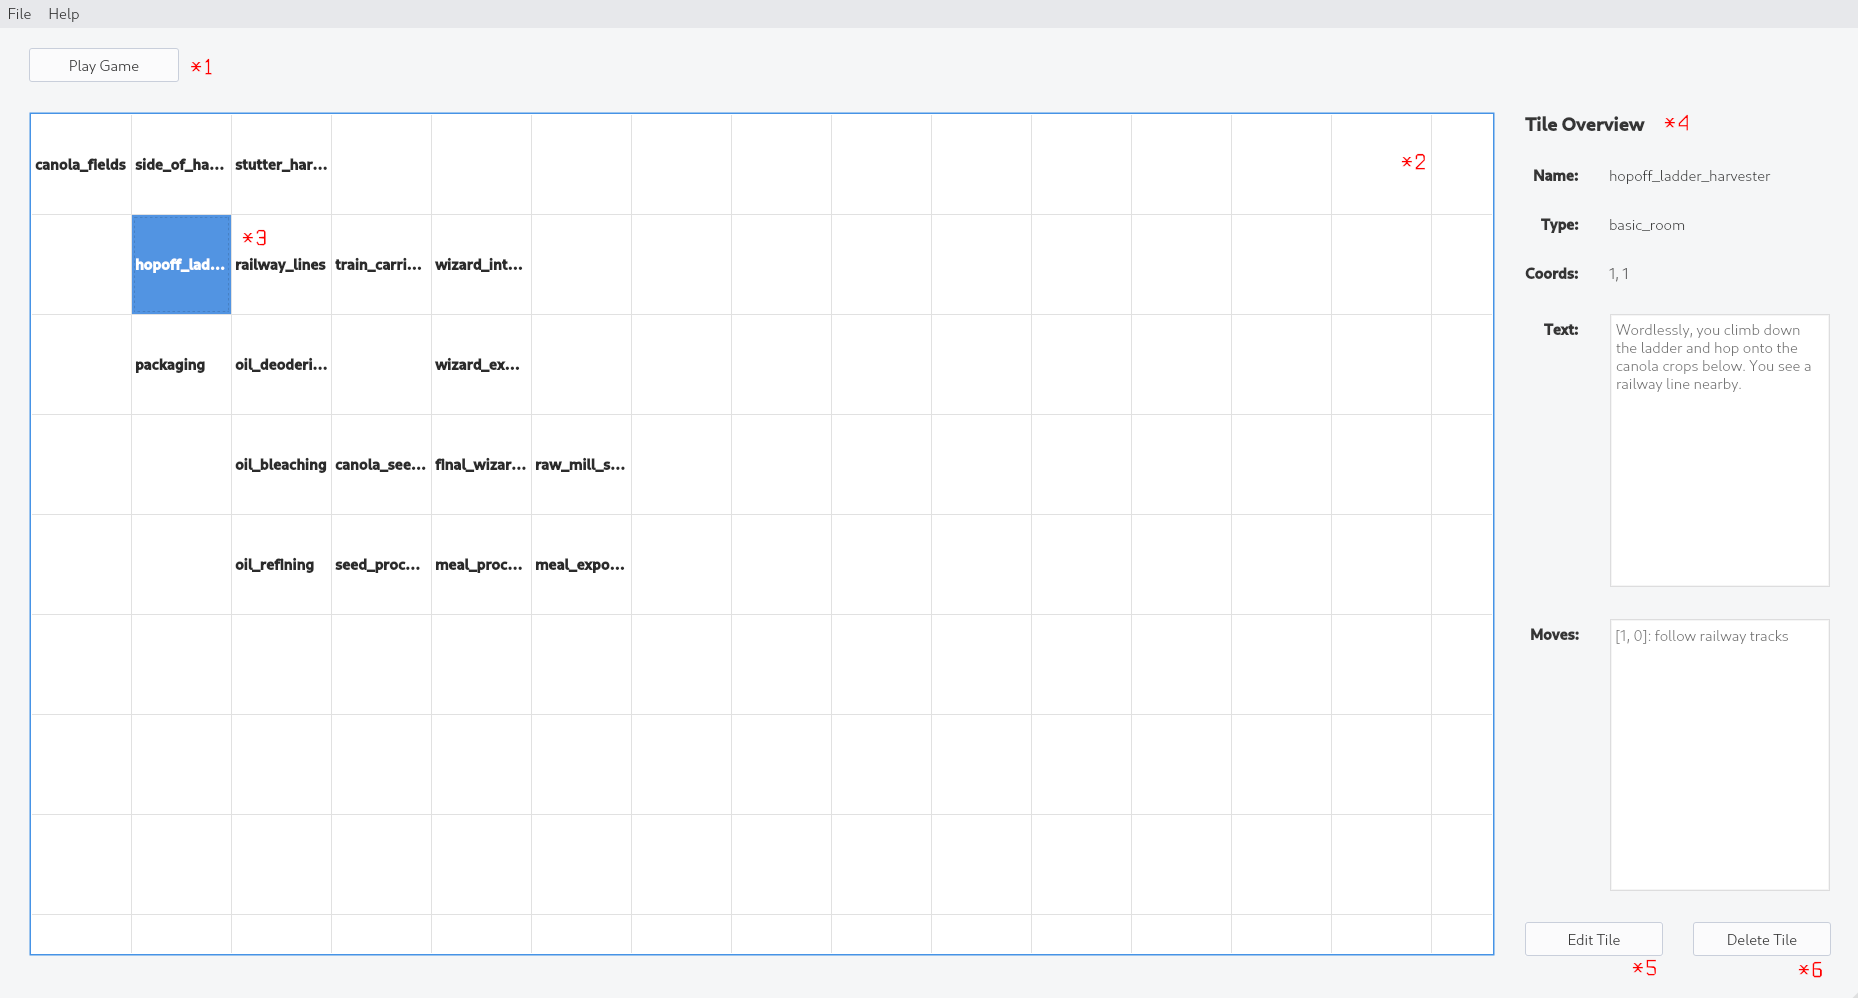 File Help
Play Game *1
canola_fields side_of_ha... stutter_har... *2
*3
hopoff_lad... railway_lines train_carri... wizard_int...
packaging oil_deoderi... wizard_ex...
oil_bleaching canola_see... final_wizar... raw_mill_s...
oil_refining seed_proc... meal_proc... meal_expo...
Tile Overview *4
Name: hopoff_ladder_harvester
Type: basic_room
Coords: 1, 1
Text: Wordlessly, you climb down
the ladder and hop onto the
canola crops below. You see a
railway line nearby.
Moves: [1, 0]: follow railway tracks
Edit Tile Delete Tile
*5 *6